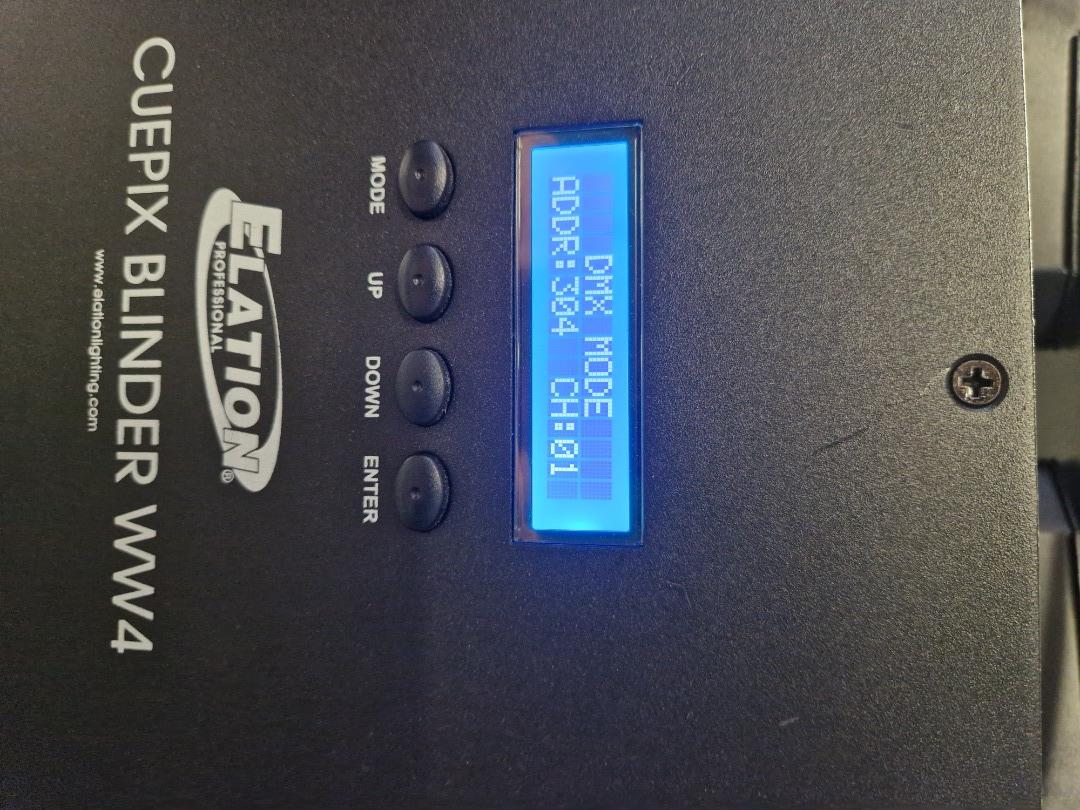 DMX MODE
ADDR:304 CH:01
MODE UP DOWN ENTER
ELATION®
PROFESSIONAL
CUEPIX BLINDER WW4
www.elationlighting.com